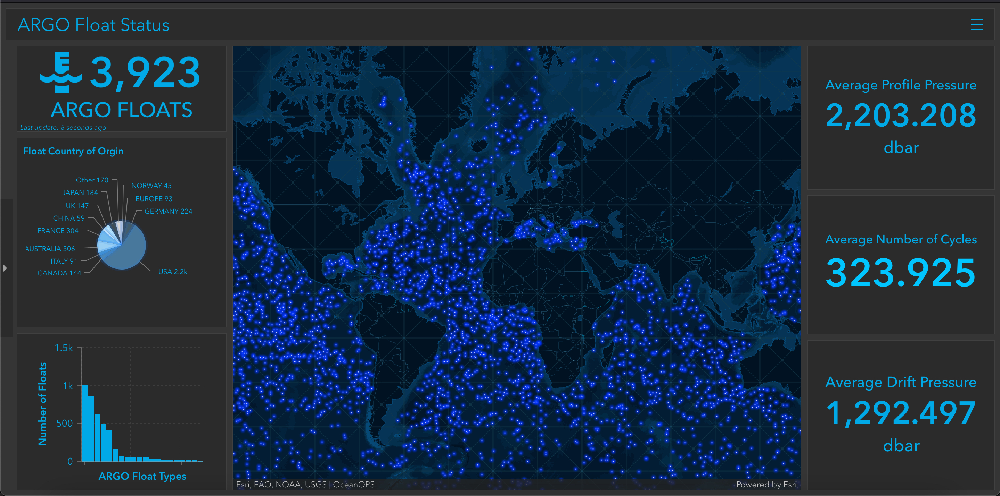 ARGO Float Status
3,923
ARGO FLOATS
Last update: 8 seconds ago
Float Country of Orgin
Other 170
NORWAY 45
JAPAN 184
EUROPE 93
UK 147
GERMANY 224
CHINA 59
FRANCE 304
AUSTRALIA 306
ITALY 91
CANADA 144
USA 2.2k
Number of Floats
1.5k
1k
500
0
ARGO Float Types
Esri, FAO, NOAA, USGS | OceanOPS
Powered by Esri
Average Profile Pressure
2,203.208
dbar
Average Number of Cycles
323.925
Average Drift Pressure
1,292.497
dbar